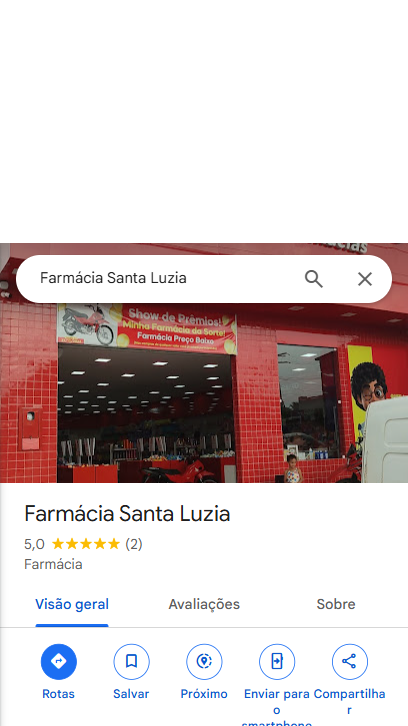 Farmácia Santa Luzia
Show de Prêmios!
Minha Farmácia da Sorte!
Farmácia Preço Baixo
Farmácia Santa Luzia
5,0 (2)
Farmácia
Visão geral
Avaliações
Sobre
Rotas
Salvar
Próximo
Enviar para o smartphone
Compartilhar